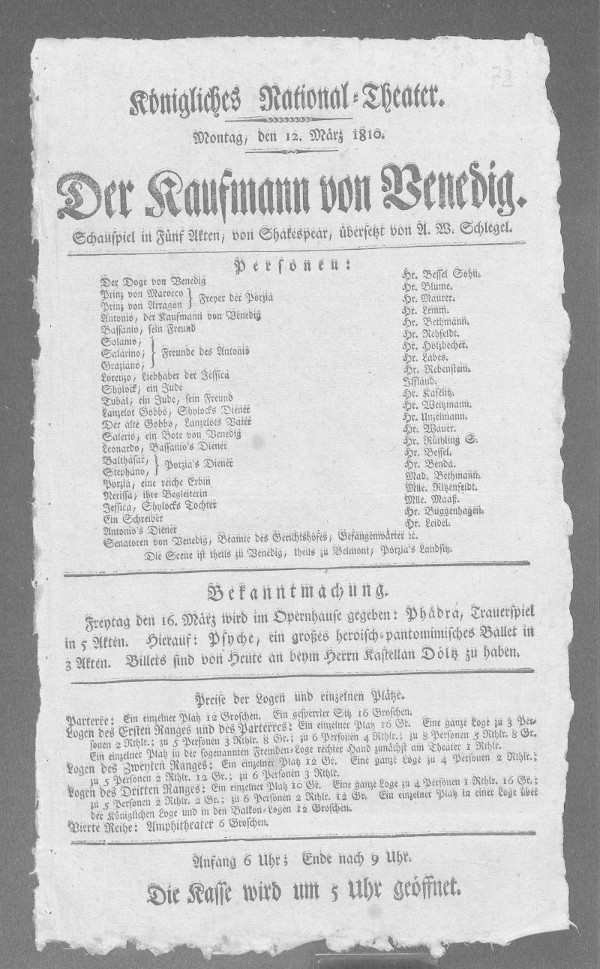 Königliches National-Theater.
Montag, den 12. März 1810.
Der Kaufmann von Venedig.
Schauspiel in Fünf Akten, von Shakespear, übersetzt von A. W. Schlegel.
Personen:
Der Doge von Venedig Hr. Bessel Sohn.
Prinz von Marocco } Freyer der Porzia Hr. Blume.
Prinz von Arragon Hr. Maurer.
Antonio, der Kaufmann von Venedig Hr. Lemm.
Bassanio, sein Freund Hr. Bethmann.
Solanio, Hr. Rehfeldt.
Salarino, } Freunde des Antonio Hr. Holzbecher.
Graziano, Hr. Labes.
Lorenzo, Liebhaber der Jessica Hr. Rebenstein.
Shylock, ein Jude Iffland.
Tubal, ein Jude, sein Freund Hr. Kaselitz.
Lanzelot Gobbo, Shylocks Diener Hr. Unzelmann.
Der alte Gobbo, Lanzelots Vater Hr. Wauer.
Salerio, ein Bote von Venedig Hr. Rüthling S.
Leonardo, Bassanio's Diener Hr. Bessel.
Balthasar, } Porzia's Diener Hr. Benda.
Stephano,
Porzia, eine reiche Erbin Mad. Bethmann.
Nerissa, ihre Begleiterin Mlle. Ritzenfeldt.
Jessica, Shylocks Tochter Mlle. Maaß.
Ein Schreiber Hr. Buggenhagen.
Antonio's Diener Hr. Leidel.
Senatoren von Venedig, Beamte des Gerichtshofes, Gefangenwärter ꝛc.
Die Scene ist theils zu Venedig, theils zu Belmont, Porzia's Landsitz.
Bekanntmachung.
Freytag den 16. März wird im Opernhause gegeben: Phädra, Trauerspiel
in 5 Akten. Hierauf: Psyche, ein großes heroisch-pantomimisches Ballet in
3 Akten. Billets sind von Heute an beym Herrn Kastellan Döltz zu haben.
Preise der Logen und einzelnen Plätze.
Parterre: Ein einzelner Platz 12 Groschen. Ein gesperrter Sitz 16 Groschen.
Logen des Ersten Ranges und des Parterres: Ein einzelner Platz 16 Gr. Eine ganze Loge zu 3 Per-
sonen 2 Rthlr.; zu 5 Personen 3 Rthlr. 8 Gr.; zu 6 Personen 4 Rthlr.; zu 8 Personen 5 Rthlr. 8 Gr.
Ein einzelner Platz in der sogenannten Fremden-Loge rechter Hand zunächst am Theater 1 Rthlr.
Logen des Zweyten Ranges: Ein einzelner Platz 12 Gr. Eine ganze Loge zu 4 Personen 2 Rthlr.;
zu 5 Personen 2 Rthlr. 12 Gr.; zu 6 Personen 3 Rthlr.
Logen des Dritten Ranges: Ein einzelner Platz 10 Gr. Eine ganze Loge zu 4 Personen 1 Rthlr. 16 Gr.;
zu 5 Personen 2 Rthlr. 2 Gr.; zu 6 Personen 2 Rthlr. 12 Gr. Ein einzelner Platz in einer Loge über
der Königlichen Loge und in den Balkon-Logen 12 Groschen.
Vierte Reihe: Amphitheater 6 Groschen.
Anfang 6 Uhr; Ende nach 9 Uhr.
Die Kasse wird um 5 Uhr geöffnet.